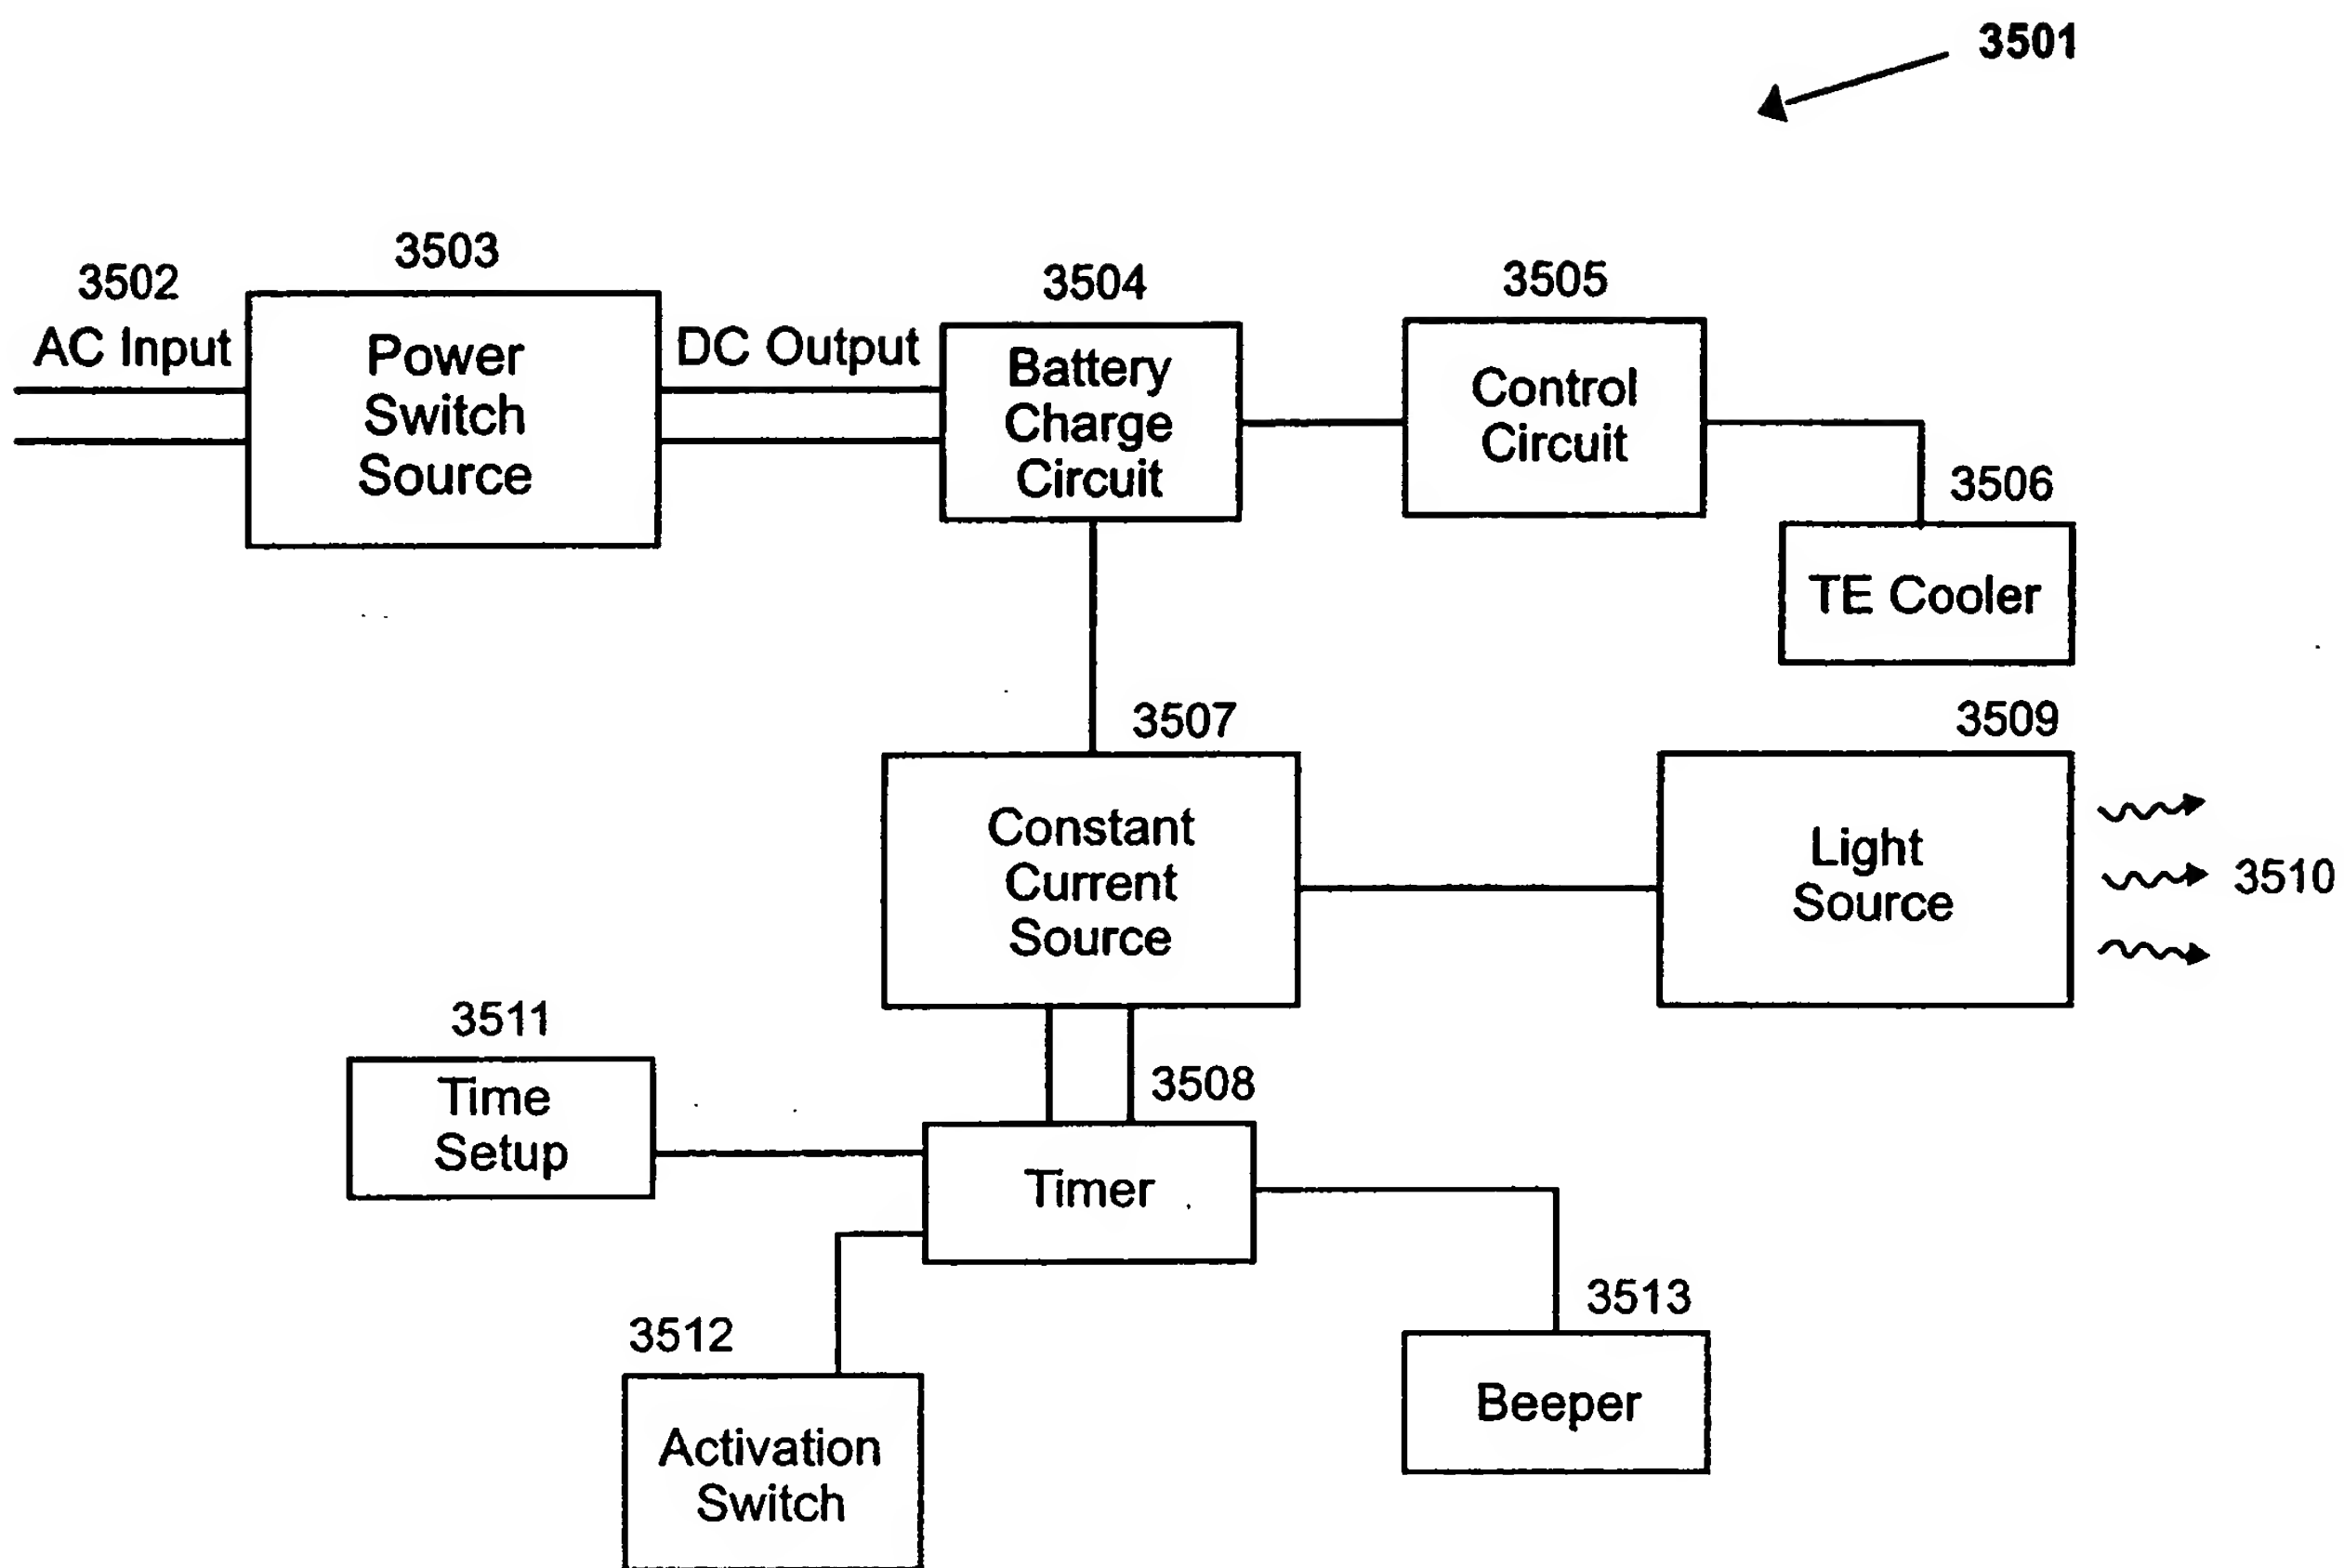 3501
3503
3502
AC Input
Power
Switch
Source
DC Output
3504
Battery
Charge
Circuit
3505
Control
Circuit
3506
TE Cooler
3507
Constant
Current
Source
3509
Light
Source
3510
3511
Time
Setup
3508
Timer
3512
Activation
Switch
3513
Beeper